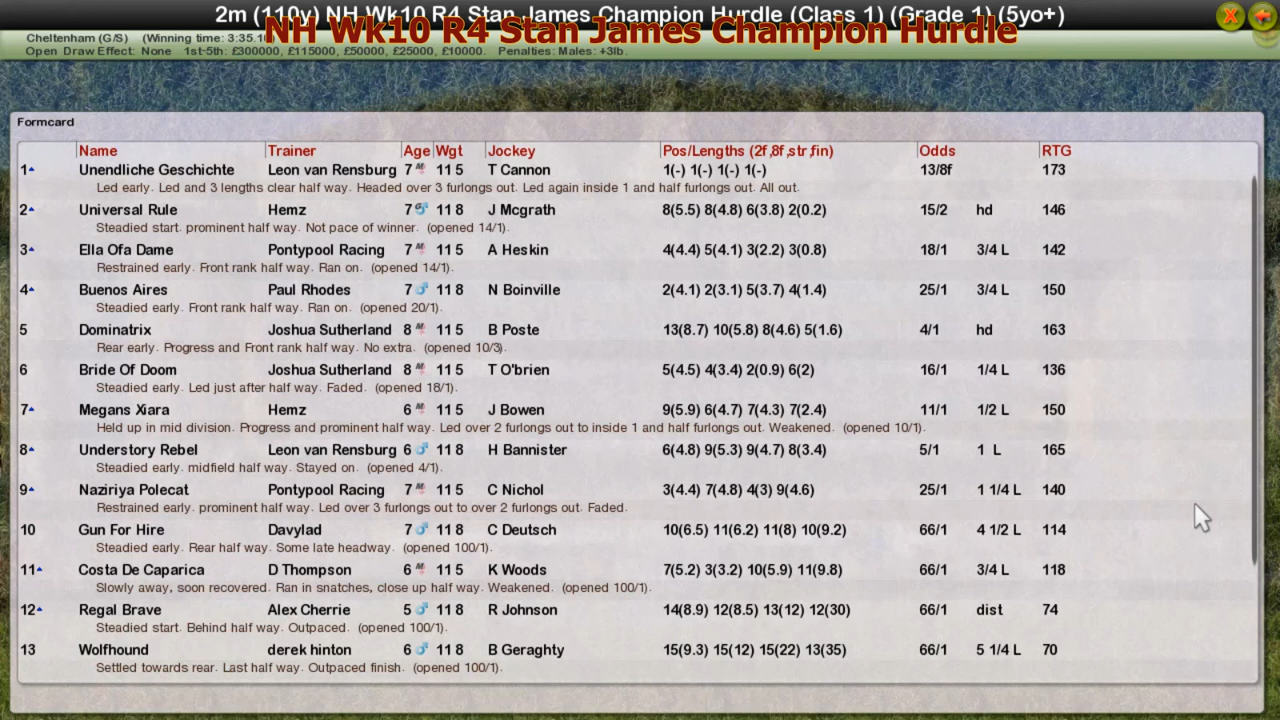 2m (110y) NH Wk10 R4 Stan James Champion Hurdle (Class 1) (Grade 1) (5yo+)
NH Wk10 R4 Stan James Champion Hurdle
Cheltenham (G/S) (Winning time: 3:35.1
Open Draw Effect: None 1st-5th: £300000, £115000, £50000, £25000, £10000. Penalties: Males: +3lb.
Formcard
Name Trainer Age Wgt Jockey Pos/Lengths (2f,8f,str,fin) Odds RTG
1 Unendliche Geschichte Leon van Rensburg 7 11 5 T Cannon 1(-) 1(-) 1(-) 1(-) 13/8f 173
Led early. Led and 3 lengths clear half way. Headed over 3 furlongs out. Led again inside 1 and half furlongs out. All out.
2 Universal Rule Hemz 7 11 8 J Mcgrath 8(5.5) 8(4.8) 6(3.8) 2(0.2) 15/2 hd 146
Steadied start. prominent half way. Not pace of winner. (opened 14/1).
3 Ella Ofa Dame Pontypool Racing 7 11 5 A Heskin 4(4.4) 5(4.1) 3(2.2) 3(0.8) 18/1 3/4 L 142
Restrained early. Front rank half way. Ran on. (opened 14/1).
4 Buenos Aires Paul Rhodes 7 11 8 N Boinville 2(4.1) 2(3.1) 5(3.7) 4(1.4) 25/1 3/4 L 150
Steadied early. Front rank half way. Ran on. (opened 20/1).
5 Dominatrix Joshua Sutherland 8 11 5 B Poste 13(8.7) 10(5.8) 8(4.6) 5(1.6) 4/1 hd 163
Rear early. Progress and Front rank half way. No extra. (opened 10/3).
6 Bride Of Doom Joshua Sutherland 8 11 5 T O'brien 5(4.5) 4(3.4) 2(0.9) 6(2) 16/1 1/4 L 136
Steadied early. Led just after half way. Faded. (opened 18/1).
7 Megans Xiara Hemz 6 11 5 J Bowen 9(5.9) 6(4.7) 7(4.3) 7(2.4) 11/1 1/2 L 150
Held up in mid division. Progress and prominent half way. Led over 2 furlongs out to inside 1 and half furlongs out. Weakened. (opened 10/1).
8 Understory Rebel Leon van Rensburg 6 11 8 H Bannister 6(4.8) 9(5.3) 9(4.7) 8(3.4) 5/1 1 L 165
Steadied early. midfield half way. Stayed on. (opened 4/1).
9 Naziriya Polecat Pontypool Racing 7 11 5 C Nichol 3(4.4) 7(4.8) 4(3) 9(4.6) 25/1 1 1/4 L 140
Restrained early. prominent half way. Led over 3 furlongs out to over 2 furlongs out. Faded.
10 Gun For Hire Davylad 7 11 8 C Deutsch 10(6.5) 11(6.2) 11(8) 10(9.2) 66/1 4 1/2 L 114
Steadied early. Rear half way. Some late headway. (opened 100/1).
11 Costa De Caparica D Thompson 6 11 5 K Woods 7(5.2) 3(3.2) 10(5.9) 11(9.8) 66/1 3/4 L 118
Slowly away, soon recovered. Ran in snatches, close up half way. Weakened. (opened 100/1).
12 Regal Brave Alex Cherrie 5 11 8 R Johnson 14(8.9) 12(8.5) 13(12) 12(30) 66/1 dist 74
Steadied start. Behind half way. Outpaced. (opened 100/1).
13 Wolfhound derek hinton 6 11 8 B Geraghty 15(9.3) 15(12) 15(22) 13(35) 66/1 5 1/4 L 70
Settled towards rear. Last half way. Outpaced finish. (opened 100/1).